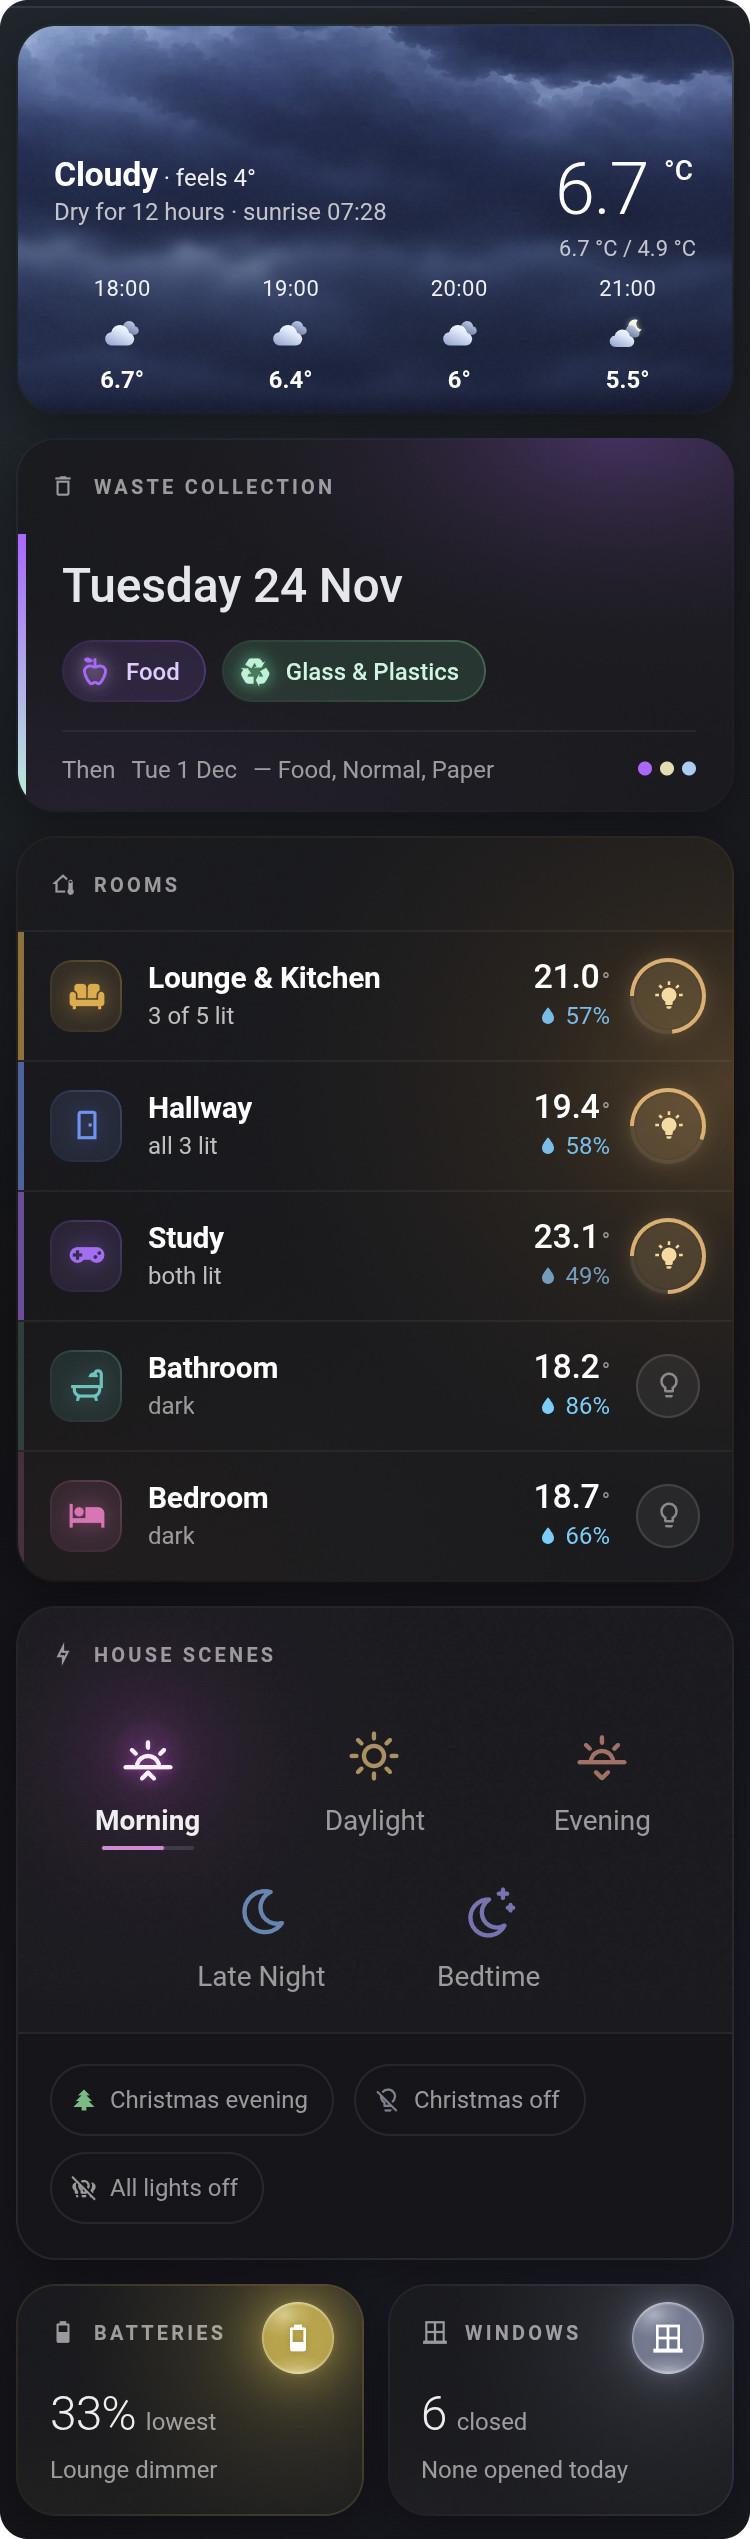 Cloudy · feels 4°
Dry for 12 hours · sunrise 07:28
6.7 °C
6.7 °C / 4.9 °C
18:00 19:00 20:00 21:00
6.7° 6.4° 6° 5.5°
WASTE COLLECTION
Tuesday 24 Nov
Food Glass & Plastics
Then Tue 1 Dec — Food, Normal, Paper
ROOMS
Lounge & Kitchen 21.0°
3 of 5 lit 57%
Hallway 19.4°
all 3 lit 58%
Study 23.1°
both lit 49%
Bathroom 18.2°
dark 86%
Bedroom 18.7°
dark 66%
HOUSE SCENES
Morning Daylight Evening
Late Night Bedtime
Christmas evening Christmas off
All lights off
BATTERIES
33% lowest
Lounge dimmer
WINDOWS
6 closed
None opened today